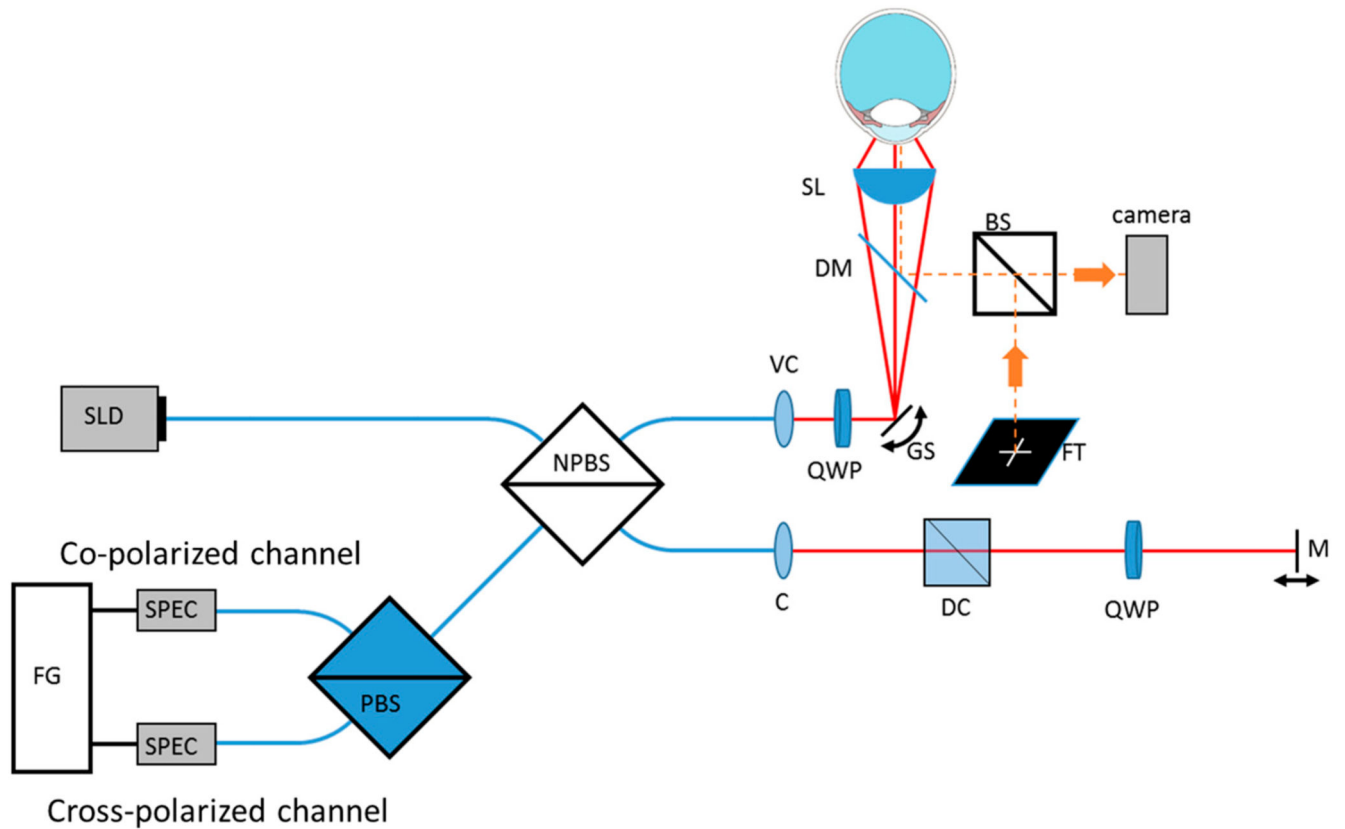 SL
BS
camera
DM
VC
SLD
NPBS
QWP
GS
FT
Co-polarized channel
SPEC
C
DC
QWP
M
FG
PBS
SPEC
Cross-polarized channel